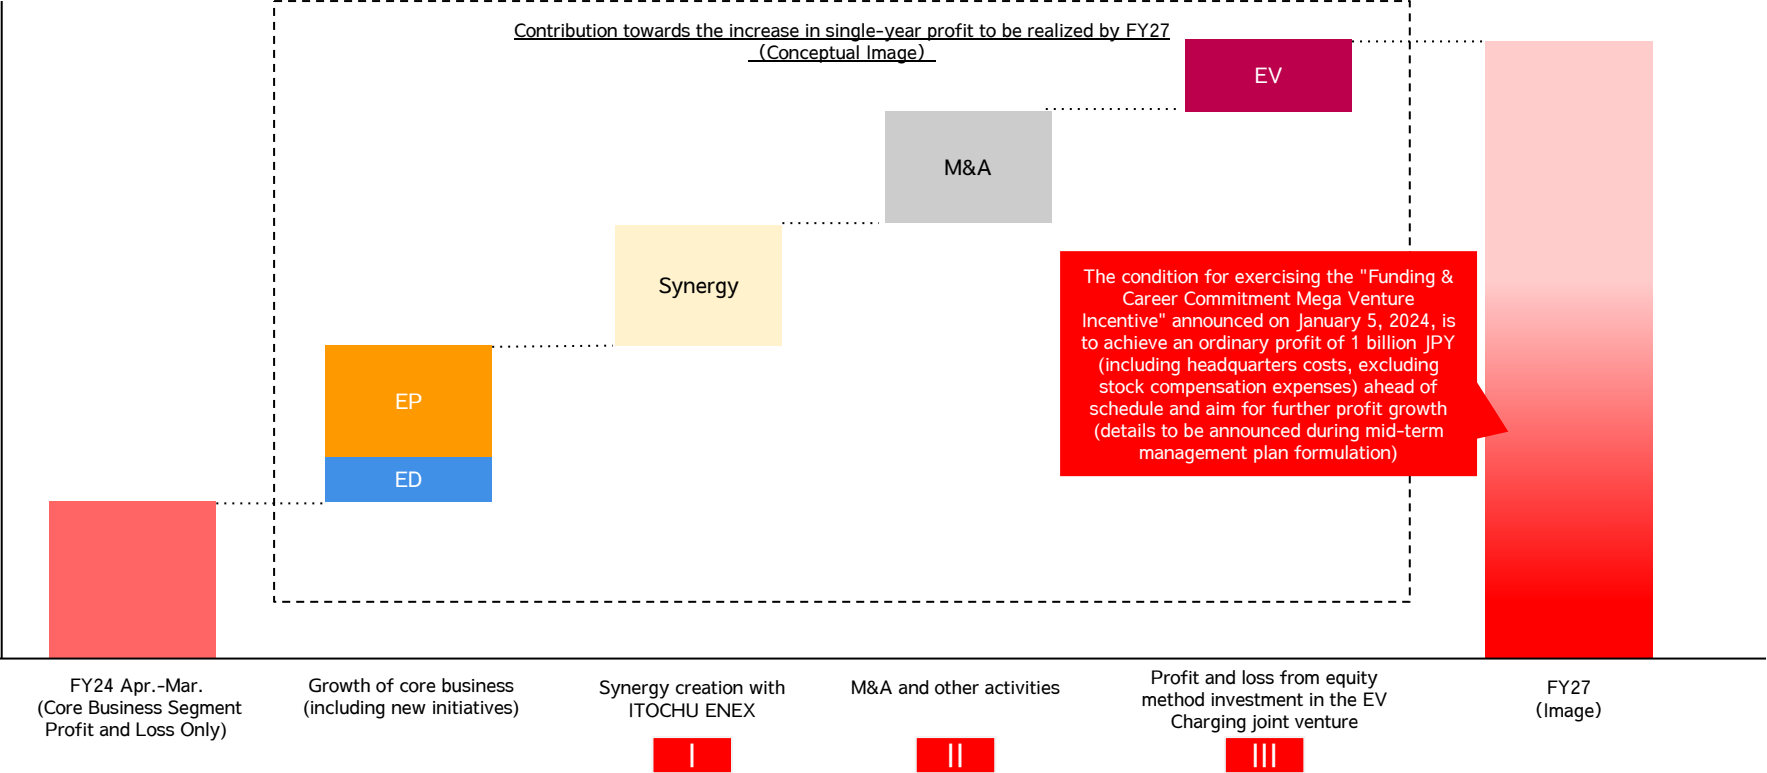 Contribution towards the increase in single-year profit to be realized by FY27
(Conceptual Image)
EV
M&A
Synergy
EP
ED
The condition for exercising the "Funding &
Career Commitment Mega Venture
Incentive" announced on January 5, 2024, is
to achieve an ordinary profit of 1 billion JPY
(including headquarters costs, excluding
stock compensation expenses) ahead of
schedule and aim for further profit growth
(details to be announced during mid-term
management plan formulation)
FY24 Apr.-Mar.
(Core Business Segment
Profit and Loss Only)
Growth of core business
(including new initiatives)
Synergy creation with
ITOCHU ENEX
I
M&A and other activities
II
Profit and loss from equity
method investment in the EV
Charging joint venture
III
FY27
(Image)